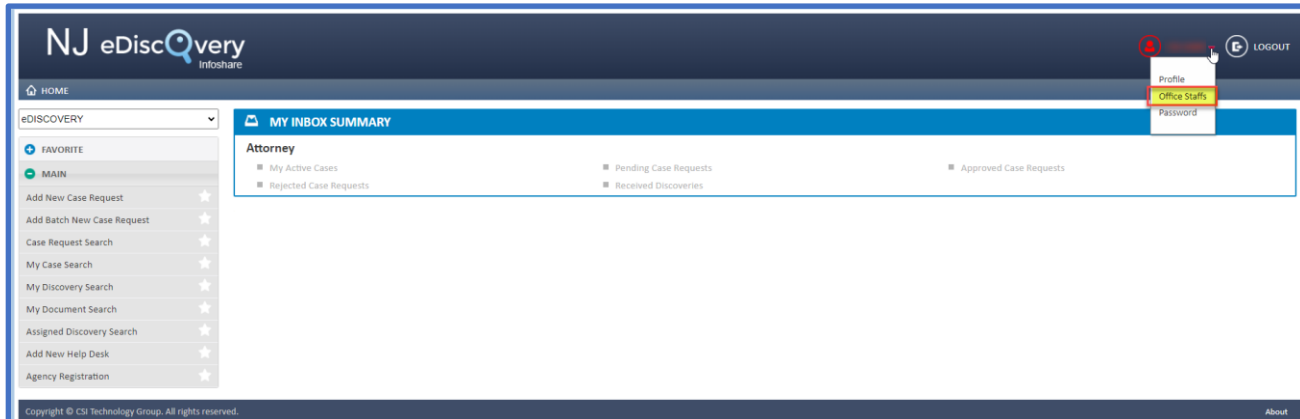 NJ eDiscovery
Infoshare
LOGOUT
Profile
Office Staffs
Password
HOME
eDISCOVERY
FAVORITE
MAIN
Add New Case Request
Add Batch New Case Request
Case Request Search
My Case Search
My Discovery Search
My Document Search
Assigned Discovery Search
Add New Help Desk
Agency Registration
MY INBOX SUMMARY
Attorney
My Active Cases
Pending Case Requests
Approved Case Requests
Rejected Case Requests
Received Discoveries
Copyright © CSI Technology Group. All rights reserved.
About